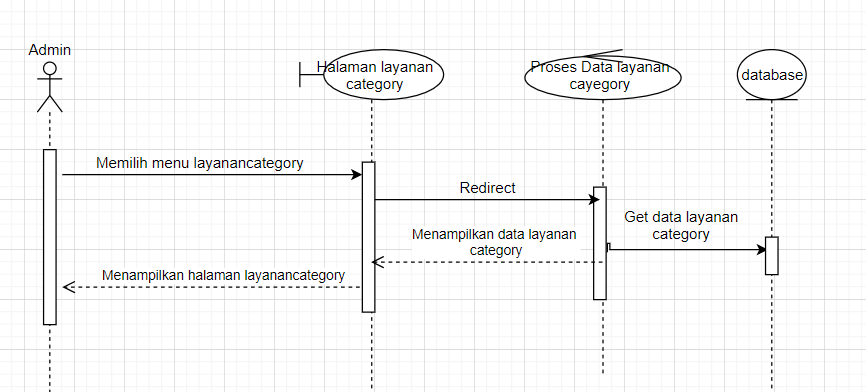 Admin
Halaman layanan
category
Proses Data layanan
cayegory
database
Memilih menu layanancategory
Redirect
Get data layanan
category
Menampilkan data layanan
category
Menampilkan halaman layanancategory